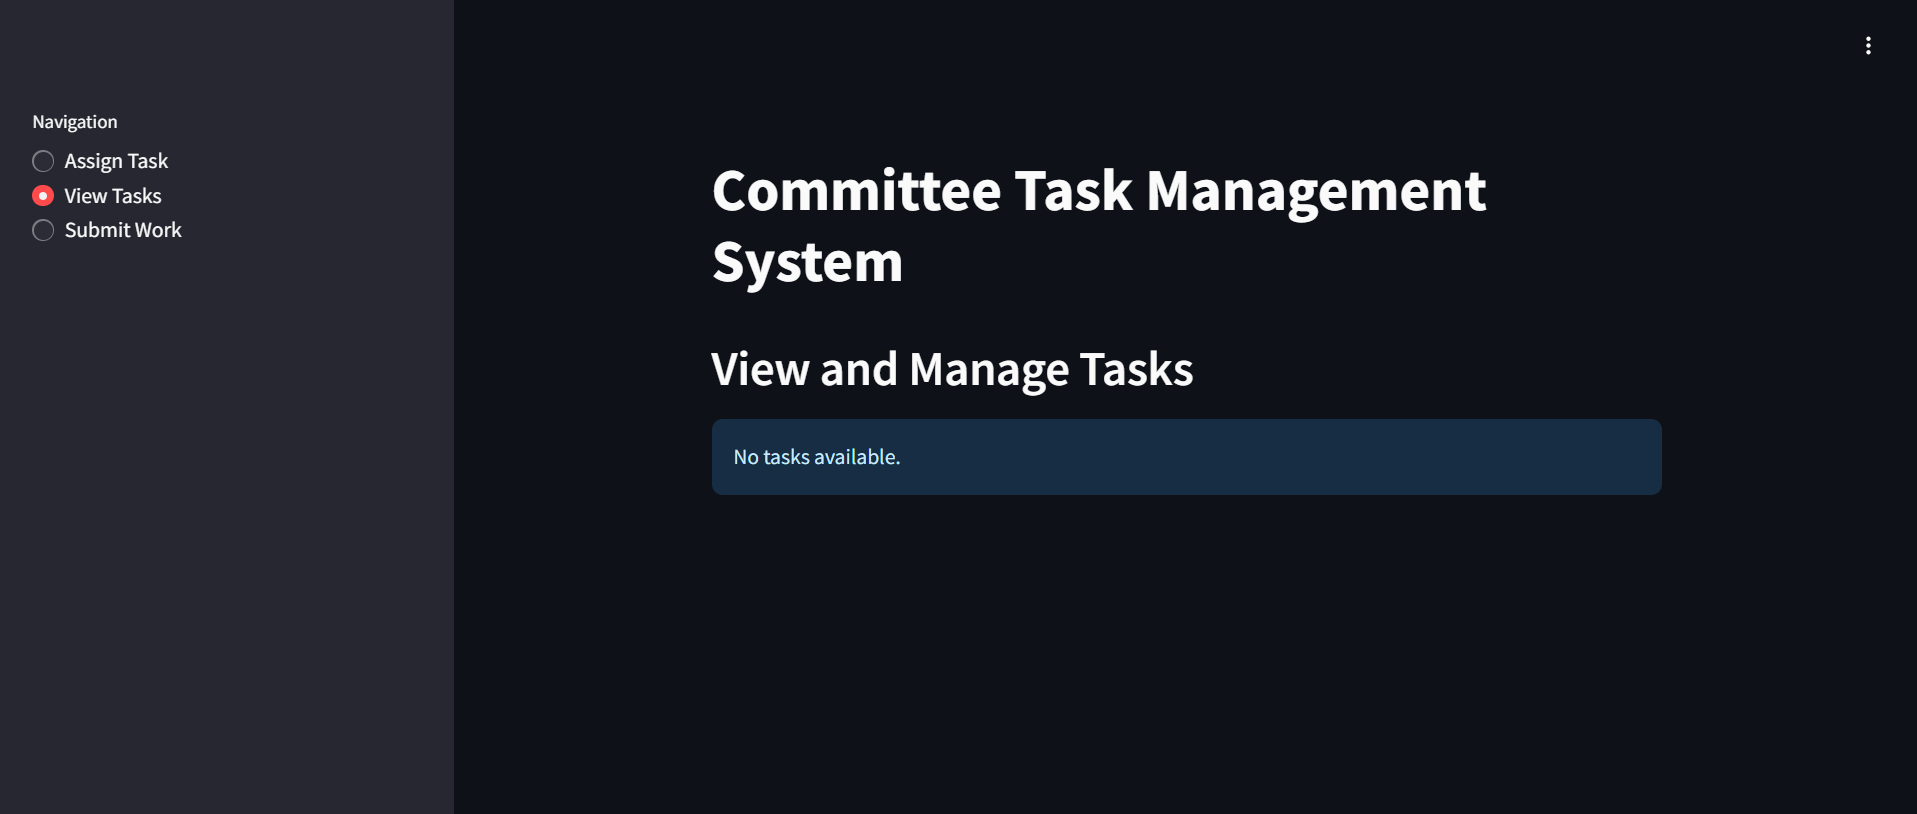 Navigation
Assign Task
View Tasks
Submit Work
Committee Task Management
System
View and Manage Tasks
No tasks available.